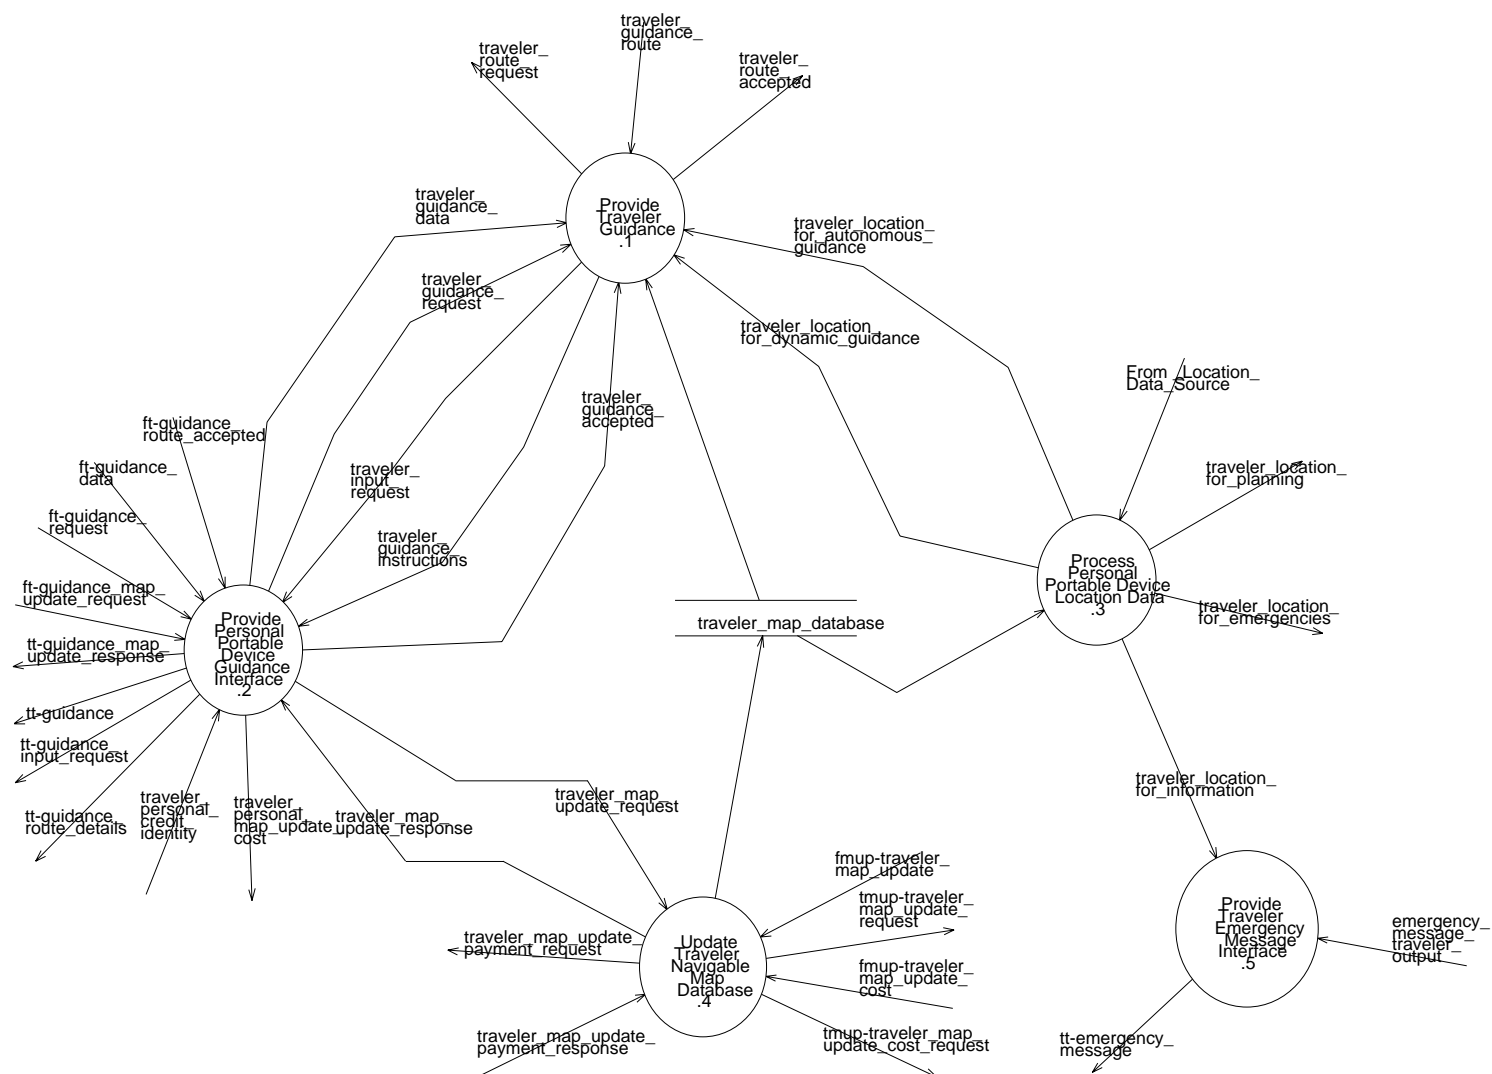 traveler_
guidance_
route
traveler_
route_
request
traveler_
route_
accepted
traveler_
guidance_
data
Provide
Traveler
Guidance
.1
traveler_location_
for_autonomous_
guidance
traveler_
guidance_
request
traveler_location_
for_dynamic_guidance
From _Location_
Data_Source
traveler_
guidance_
accepted
ft-guidance_
route_accepted
ft-guidance_
data
traveler_
input_
request
traveler_location_
for_planning
ft-guidance_
request
traveler_
guidance_
instructions
Process
Personal
Portable Device
Location Data
.3
ft-guidance_map_
update_request
traveler_location_
for_emergencies
Provide
Personal
Portable
Device
Guidance
Interface
.2
traveler_map_database
tt-guidance_map_
update_response
tt-guidance
tt-guidance_
input_request
tt-guidance_
route_details
traveler_
personal_
credit_
identity
traveler_
personal_
map_update_
cost
traveler_map_
update_response
traveler_map_
update_request
traveler_location_
for_information
fmup-traveler_
map_update
tmup-traveler_
map_update_
request
traveler_map_update_
payment_request
Update
Traveler
Navigable
Map
Database
.4
fmup-traveler_
map_update_
cost
Provide
Traveler
Emergency
Message
Interface
.5
emergency_
message_
traveler_
output
traveler_map_update_
payment_response
tmup-traveler_map_
update_cost_request
tt-emergency_
message